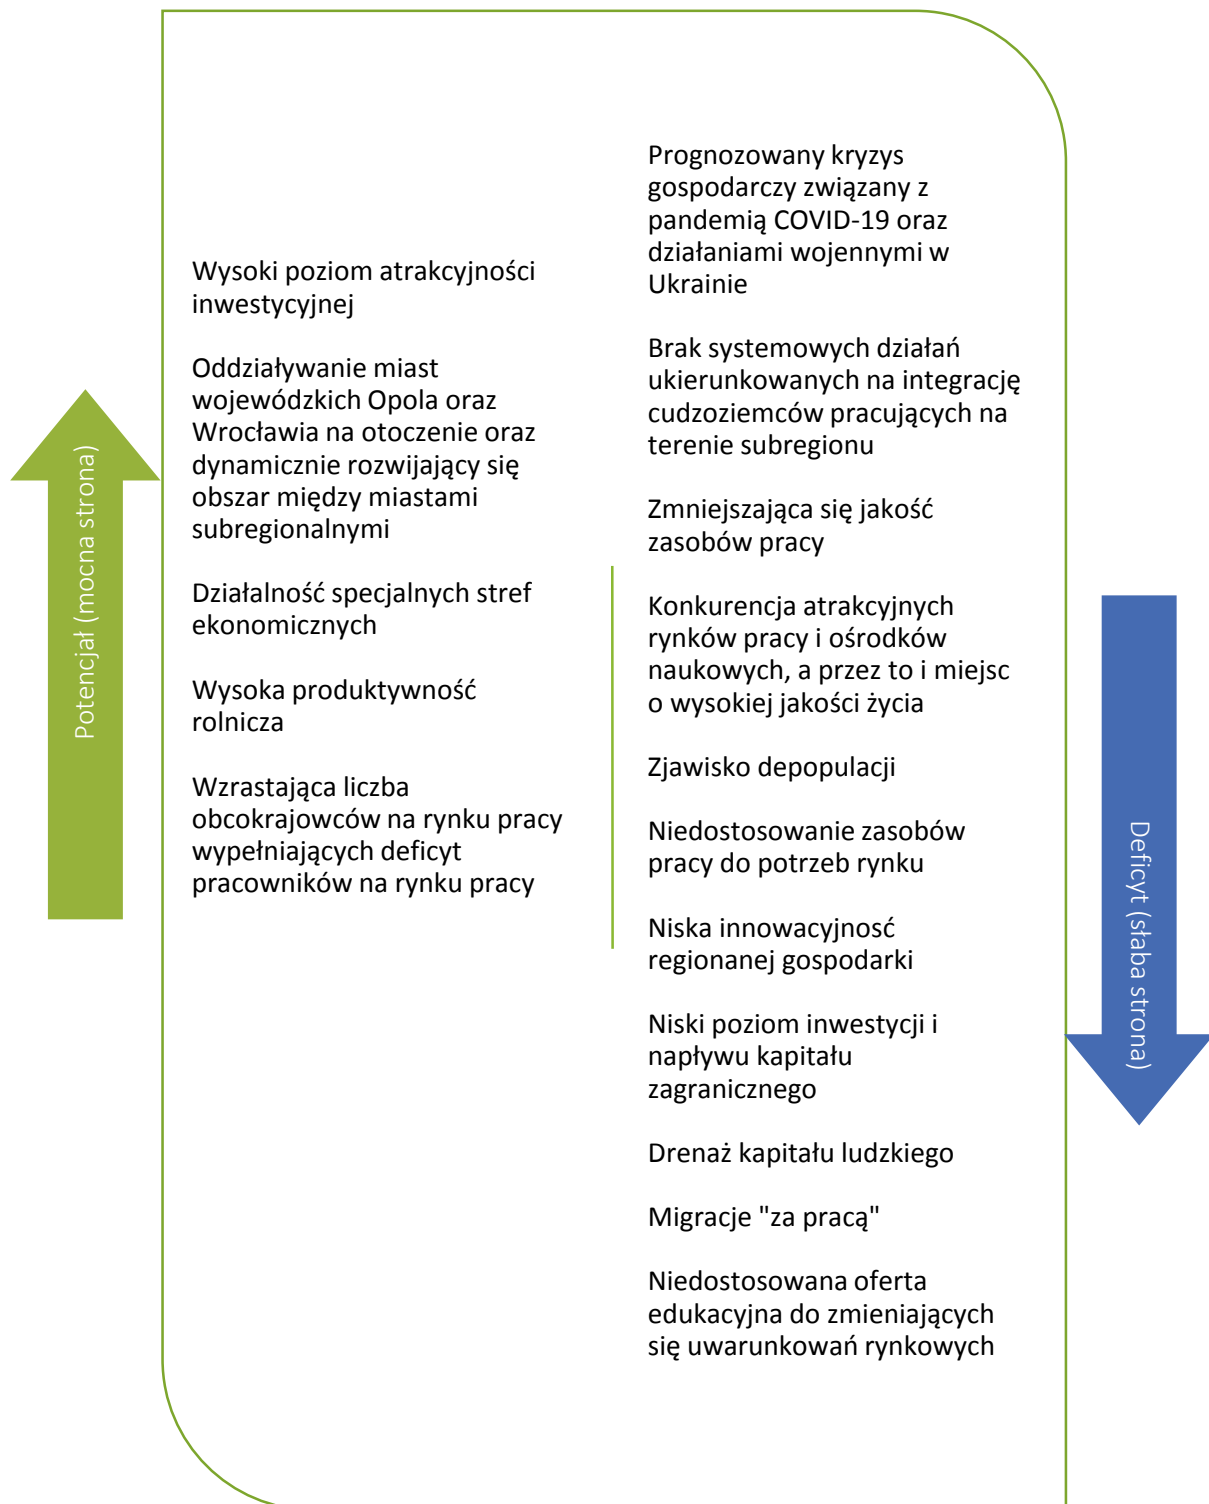 Potencjał (mocna strona)
Wysoki poziom atrakcyjności
inwestycyjnej
Oddziaływanie miast
wojewódzkich Opola oraz
Wrocławia na otoczenie oraz
dynamicznie rozwijający się
obszar między miastami
subregionalnymi
Działalność specjalnych stref
ekonomicznych
Wysoka produktywność
rolnicza
Wzrastająca liczba
obcokrajowców na rynku pracy
wypełniających deficyt
pracowników na rynku pracy
Prognozowany kryzys
gospodarczy związany z
pandemią COVID-19 oraz
działaniami wojennymi w
Ukrainie
Brak systemowych działań
ukierunkowanych na integrację
cudzoziemców pracujących na
terenie subregionu
Zmniejszająca się jakość
zasobów pracy
Konkurencja atrakcyjnych
rynków pracy i ośrodków
naukowych, a przez to i miejsc
o wysokiej jakości życia
Zjawisko depopulacji
Niedostosowanie zasobów
pracy do potrzeb rynku
Niska innowacyjnosć
regionanej gospodarki
Niski poziom inwestycji i
napływu kapitału
zagranicznego
Drenaż kapitału ludzkiego
Migracje "za pracą"
Niedostosowana oferta
edukacyjna do zmieniających
się uwarunkowań rynkowych
Deficyt (słaba strona)